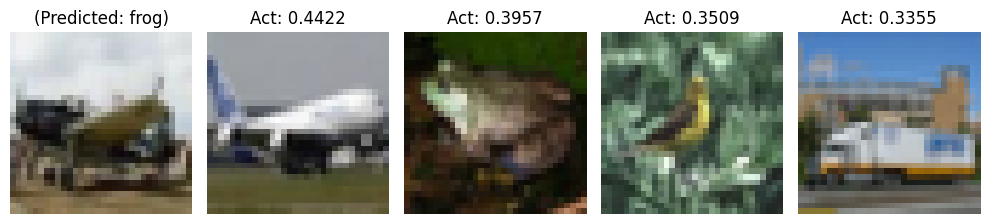 (Predicted: frog)
Act: 0.4422
Act: 0.3957
Act: 0.3509
Act: 0.3355